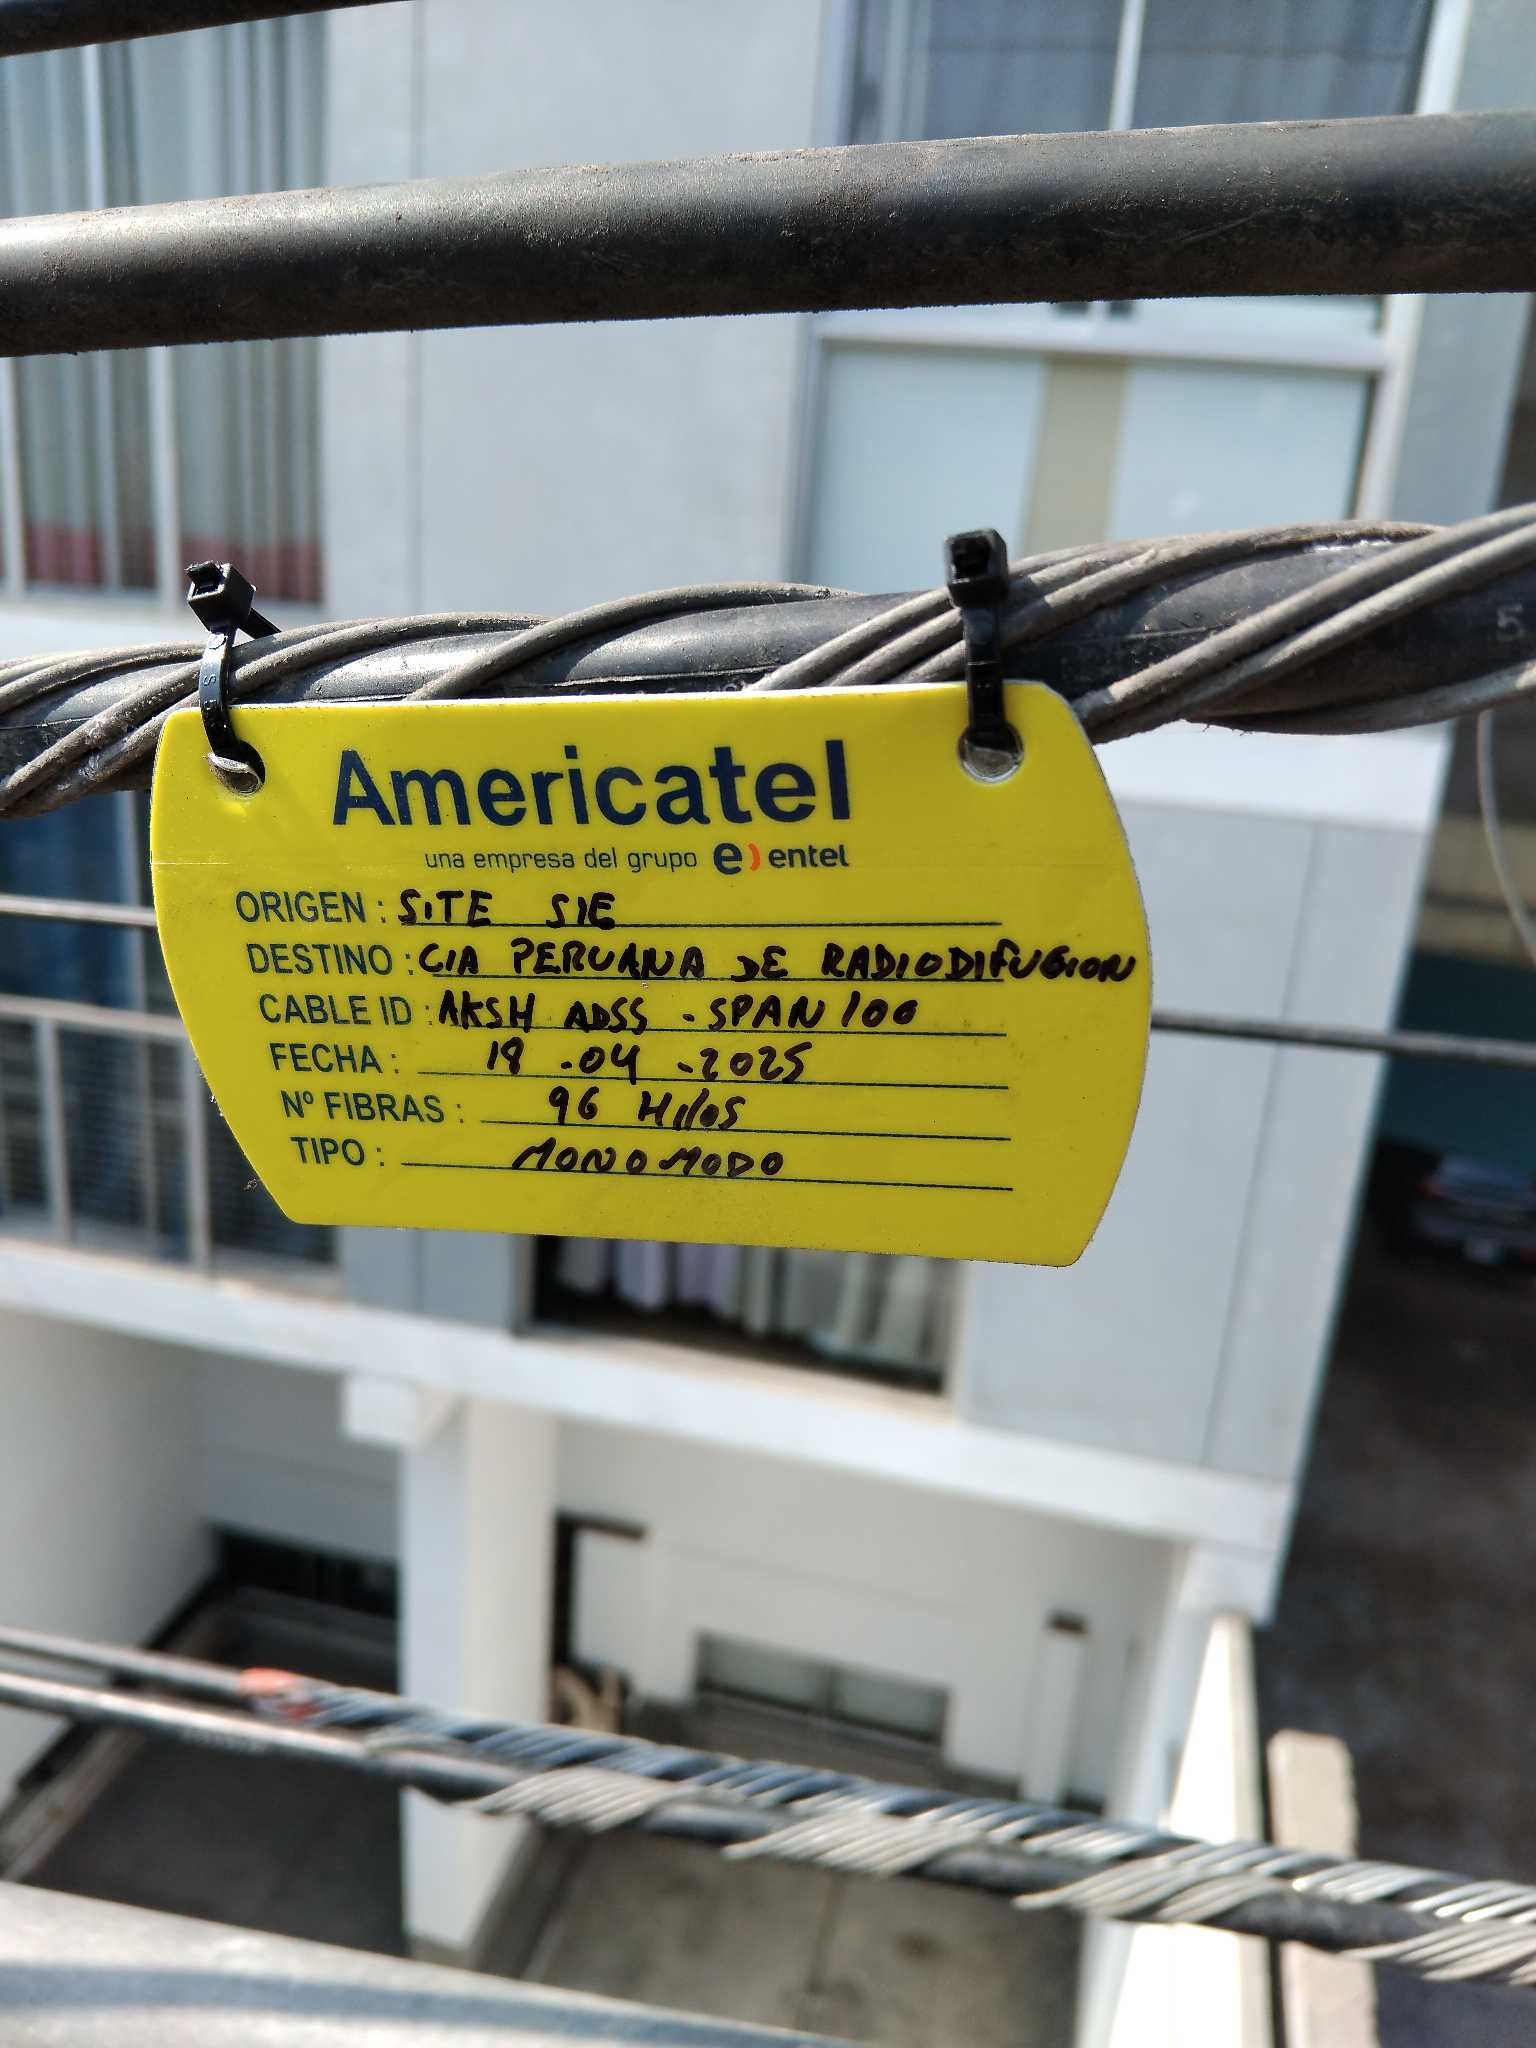 Americatel
una empresa del grupo e) entel
ORIGEN : SITE SIE
DESTINO : CIA PERUANA DE RADIODIFUSION
CABLE ID : AKSH ADSS - SPAN 100
FECHA : 18 - 04 - 2025
Nº FIBRAS : 96 Hilos
TIPO : MONOMODO